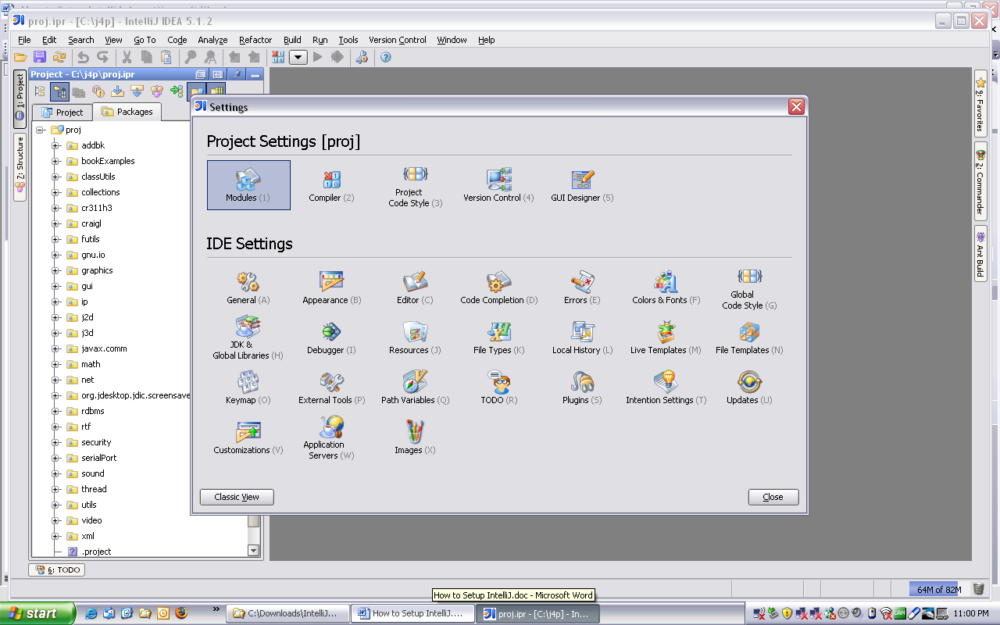 proj.ipr - [C:\j4p] - IntelliJ IDEA 5.1.2
File Edit Search View Go To Code Analyze Refactor Build Run Tools Version Control Window Help
Project - C:\j4p\proj.ipr
1: Project
Z: Structure
Project Packages
proj
addbk
bookExamples
classUtils
collections
cr311h3
craigl
futils
gnu.io
graphics
gui
ip
j2d
j3d
javax.comm
math
net
org.jdesktop.jdic.screensave
rdbms
rtf
security
serialPort
sound
thread
utils
video
xml
.project
Settings
Project Settings [proj]
Modules (1)
Compiler (2)
Project
Code Style (3)
Version Control (4)
GUI Designer (5)
IDE Settings
General (A)
Appearance (B)
Editor (C)
Code Completion (D)
Errors (E)
Colors & Fonts (F)
Global
Code Style (G)
JDK &
Global Libraries (H)
Debugger (I)
Resources (J)
File Types (K)
Local History (L)
Live Templates (M)
File Templates (N)
Keymap (O)
External Tools (P)
Path Variables (Q)
TODO (R)
Plugins (S)
Intention Settings (T)
Updates (U)
Customizations (V)
Application
Servers (W)
Images (X)
Classic View
Close
9: Favorites
2: Commander
Ant Build
6: TODO
64M of 82M
How to Setup IntelliJ.doc - Microsoft Word
start
C:\Downloads\IntelliJ...
How to Setup IntelliJ....
proj.ipr - [C:\j4p] - In...
11:00 PM